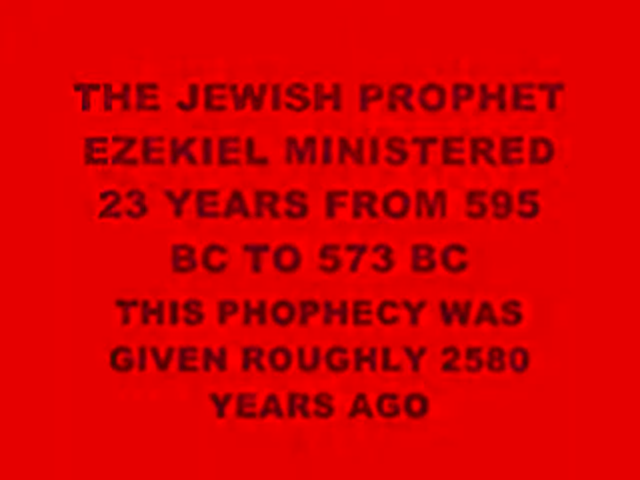 THE JEWISH PROPHET
EZEKIEL MINISTERED
23 YEARS FROM 595
BC TO 573 BC
THIS PHOPHECY WAS
GIVEN ROUGHLY 2580
YEARS AGO